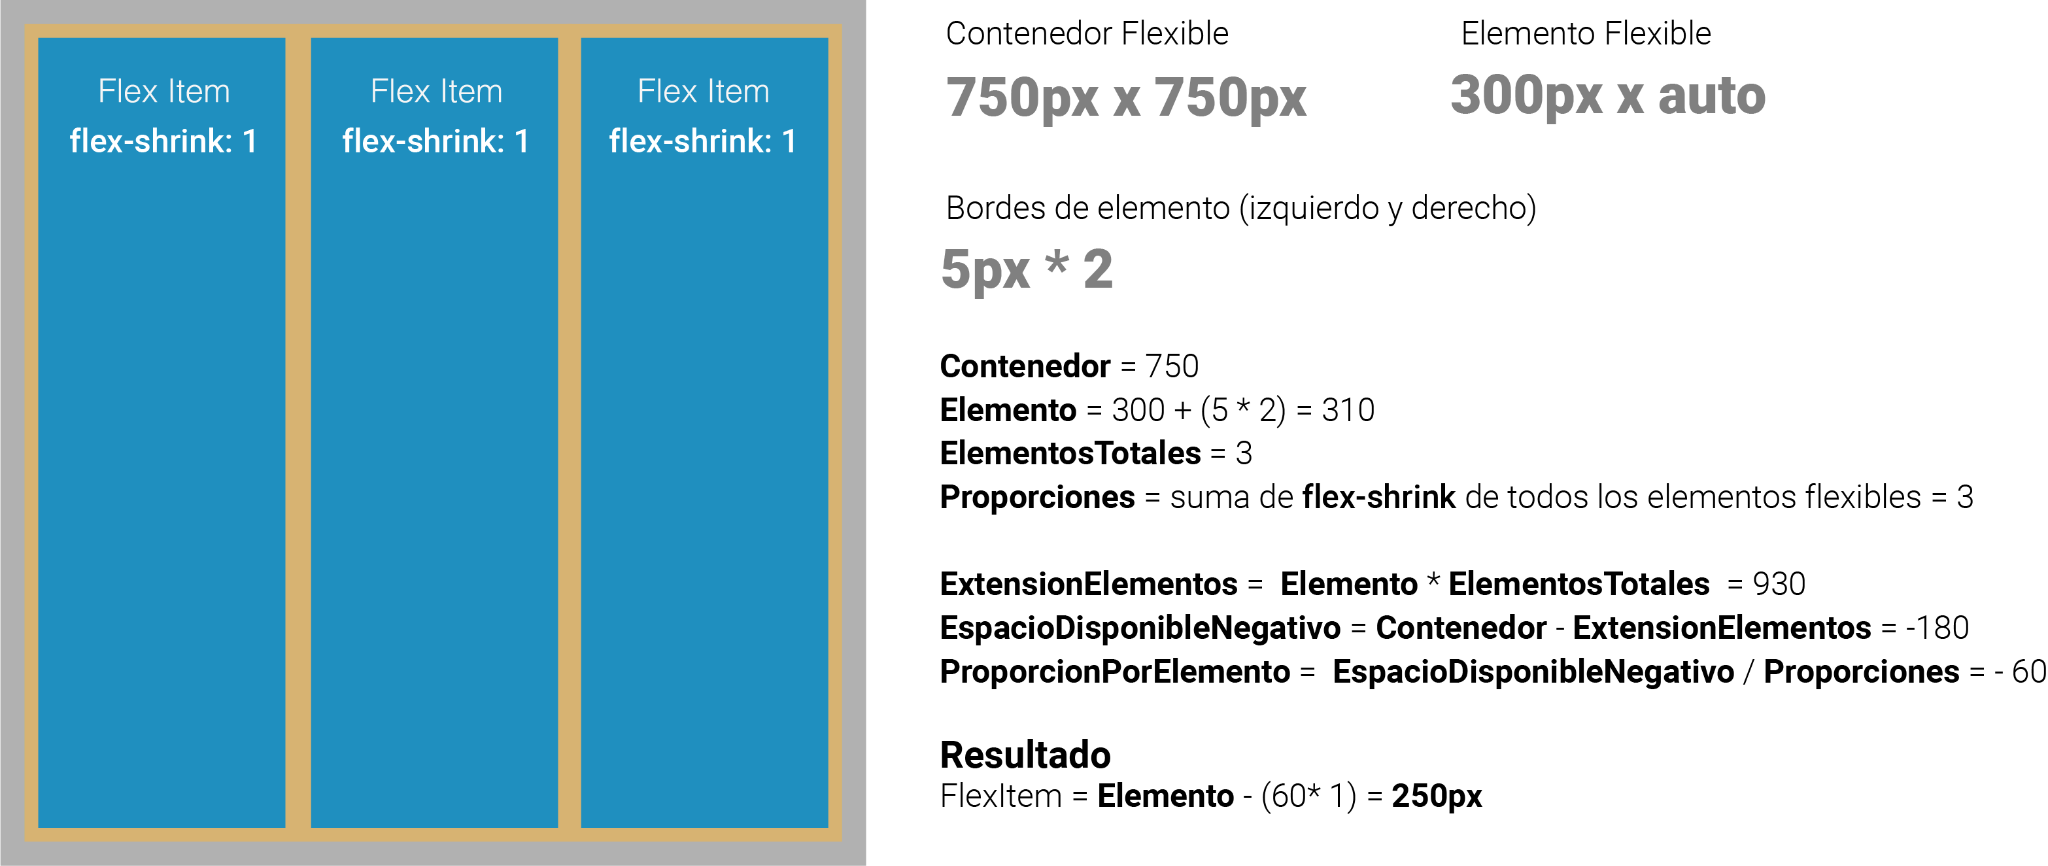 Flex Item
flex-shrink: 1
Flex Item
flex-shrink: 1
Flex Item
flex-shrink: 1
Contenedor Flexible
750px x 750px
Elemento Flexible
300px x auto
Bordes de elemento (izquierdo y derecho)
5px * 2
Contenedor = 750
Elemento = 300 + (5 * 2) = 310
ElementosTotales = 3
Proporciones = suma de flex-shrink de todos los elementos flexibles = 3
ExtensionElementos = Elemento * ElementosTotales = 930
EspacioDisponibleNegativo = Contenedor - ExtensionElementos = -180
ProporcionPorElemento = EspacioDisponibleNegativo / Proporciones = - 60
Resultado
FlexItem = Elemento - (60* 1) = 250px